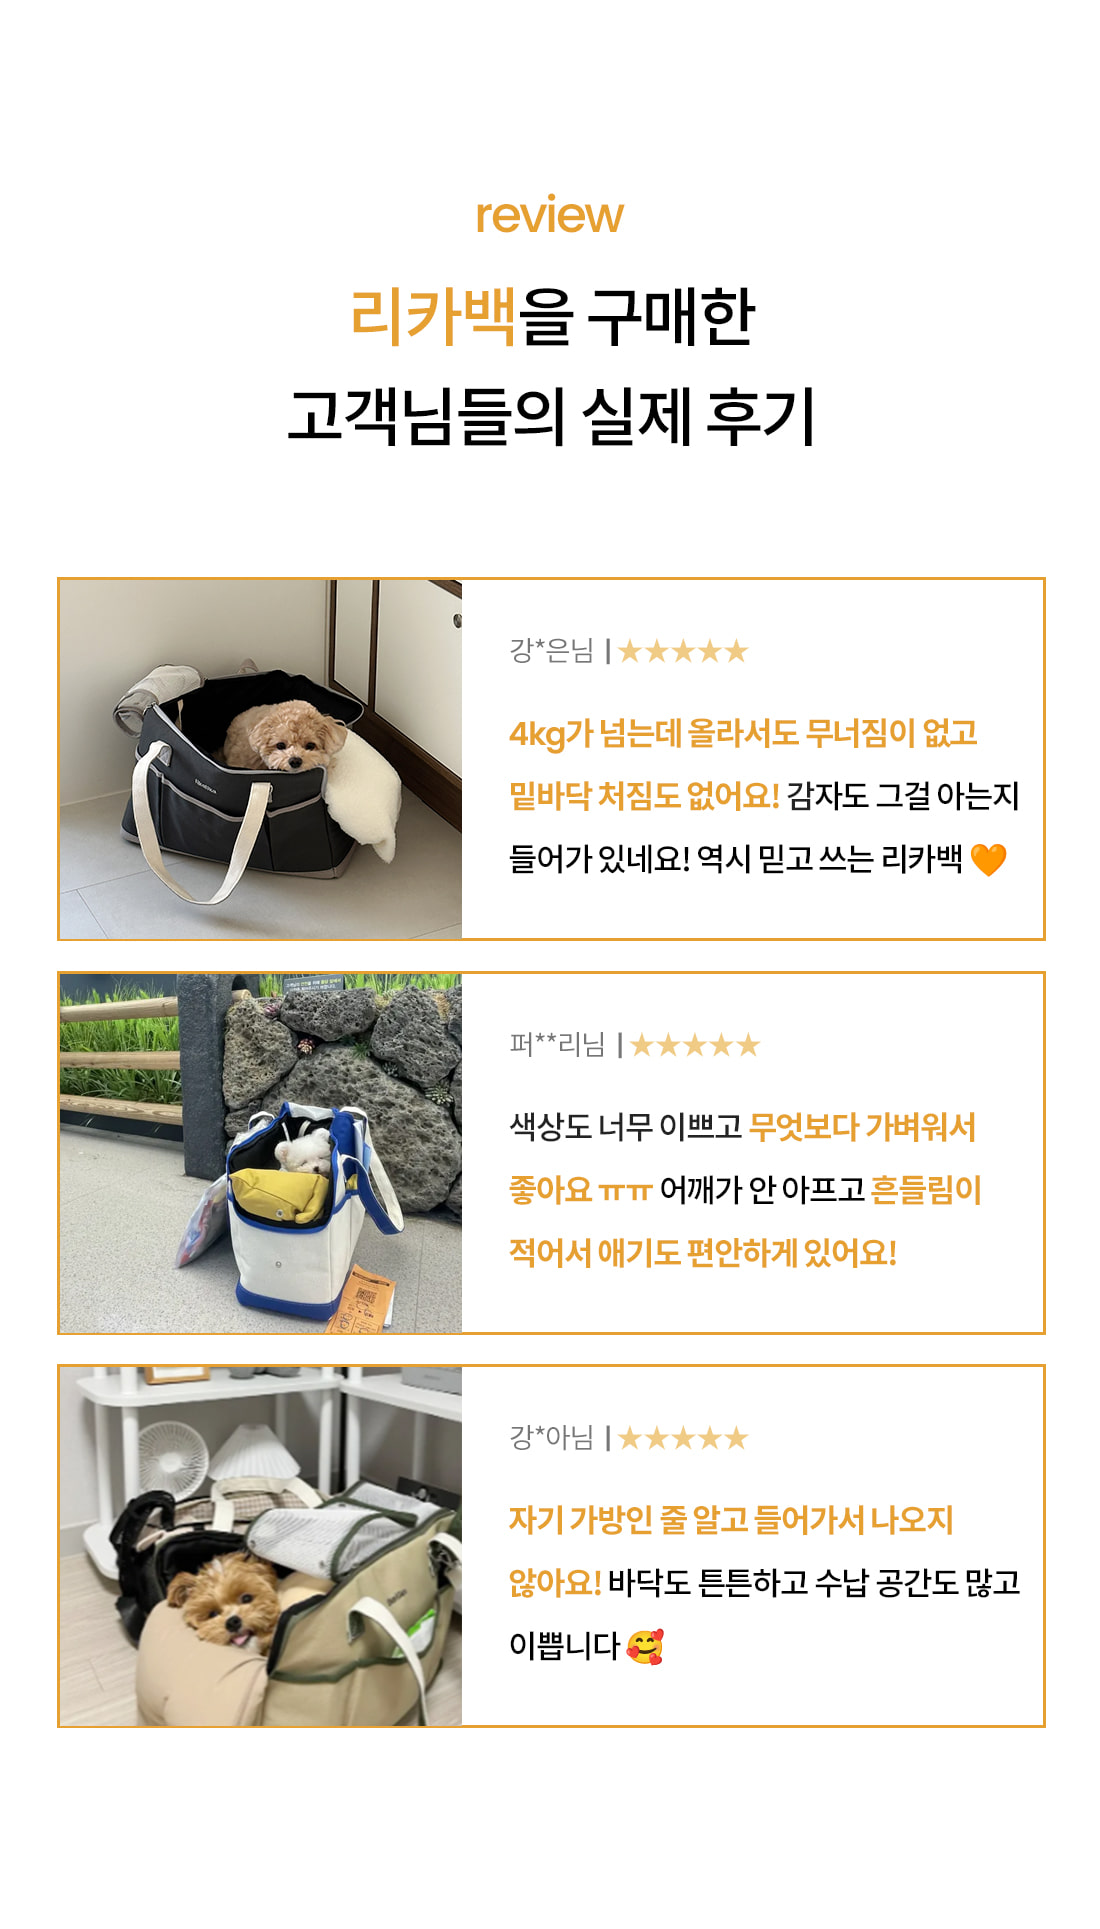 review
리카백을 구매한
고객님들의 실제 후기
강*은님 | ★★★★★
4kg가 넘는데 올라서도 무너짐이 없고
밑바닥 처짐도 없어요! 감자도 그걸 아는지
들어가 있네요! 역시 믿고 쓰는 리카백 🧡
퍼**리님 | ★★★★★
색상도 너무 이쁘고 무엇보다 가벼워서
좋아요 ㅠㅠ 어깨가 안 아프고 흔들림이
적어서 애기도 편안하게 있어요!
강*아님 | ★★★★★
자기 가방인 줄 알고 들어가서 나오지
않아요! 바닥도 튼튼하고 수납 공간도 많고
이쁩니다 🥰